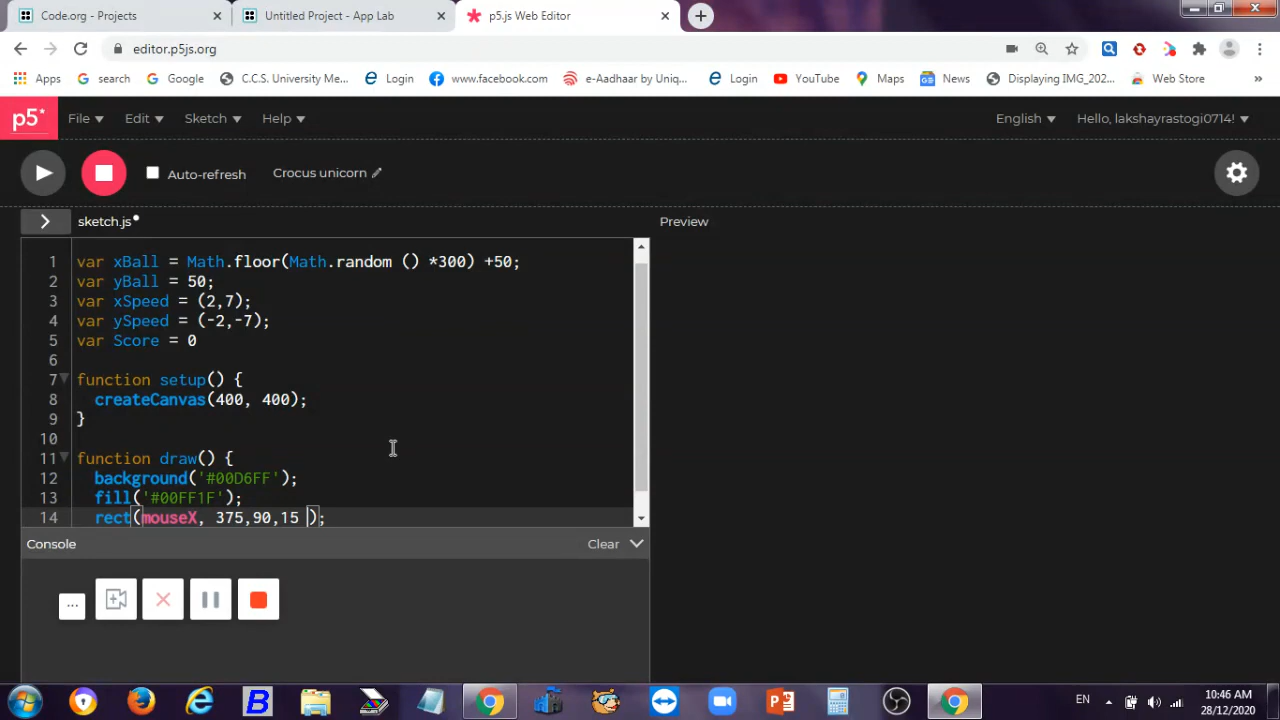 Code.org - Projects
Untitled Project - App Lab
p5.js Web Editor
editor.p5js.org
Apps
search
Google
C.C.S. University Me...
Login
www.facebook.com
e-Aadhaar by Uniq...
Login
YouTube
Maps
News
Displaying IMG_202...
Web Store
»
p5*
File
Edit
Sketch
Help
English
Hello, lakshayrastogi0714!
Auto-refresh
Crocus unicorn
sketch.js
Preview
1 var xBall = Math.floor(Math.random () *300) +50;
2 var yBall = 50;
3 var xSpeed = (2,7);
4 var ySpeed = (-2,-7);
5 var Score = 0
6
7 function setup() {
8 createCanvas(400, 400);
9 }
10
11 function draw() {
12 background('#00D6FF');
13 fill('#00FF1F');
14 rect(mouseX, 375,90,15 );
Console
Clear
...
B
EN
10:46 AM
28/12/2020